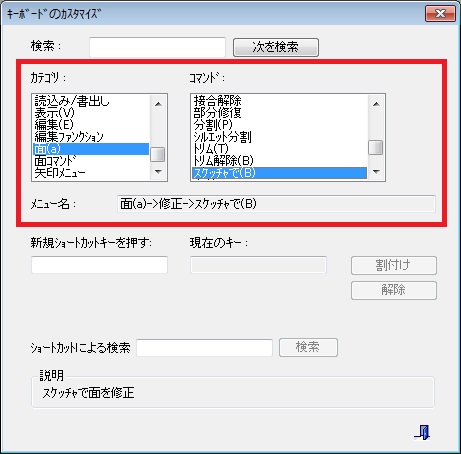 ｷｰﾎﾞｰﾄﾞのｶｽﾀﾏｲｽﾞ
検索：
次を検索
ｶﾃｺﾞﾘ：
ｺﾏﾝﾄﾞ：
読込み/書出し
表示(V)
編集(E)
編集ﾌｧﾝｸｼｮﾝ
面(a)
面ｺﾏﾝﾄﾞ
矢印ﾒﾆｭｰ
接合解除
部分修復
分割(P)
ｼﾙｴｯﾄ分割
ﾄﾘﾑ(T)
ﾄﾘﾑ解除(B)
ｽｹｯﾁｬで(B)
ﾒﾆｭｰ名：
面(a)->修正->ｽｹｯﾁｬで(B)
新規ｼｮｰﾄｶｯﾄｷｰを押す：
現在のｷｰ：
割付け
解除
ｼｮｰﾄｶｯﾄによる検索
検索
説明
ｽｹｯﾁｬで面を修正